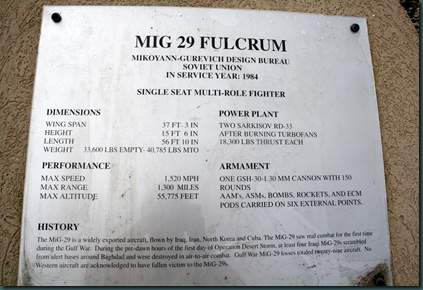 MIG 29 FULCRUM
MIKOYANN-GUREVICH DESIGN BUREAU
SOVIET UNION
IN SERVICE YEAR: 1984
SINGLE SEAT MULTI-ROLE FIGHTER
DIMENSIONS
WING SPAN 37 FT 3 IN
HEIGHT 15 FT 6 IN
LENGTH 56 FT 10 IN
WEIGHT 33,600 LBS EMPTY- 40,785 LBS MTO
POWER PLANT
TWO SARKISOV RD-33
AFTER BURNING TURBOFANS
18,300 LBS THRUST EACH
PERFORMANCE
MAX SPEED 1,520 MPH
MAX RANGE 1,300 MILES
MAX ALTITUDE 55,775 FEET
ARMAMENT
ONE GSH-30-1 30 MM CANNON WITH 150
ROUNDS
AAM's, ASMs, BOMBS, ROCKETS, AND ECM
PODS CARRIED ON SIX EXTERNAL POINTS.
HISTORY
The MiG-29 is a widely exported aircraft, flown by Iraq, Iran, North Korea and Cuba. The MiG-29 saw real combat for the first time
during the Gulf War. During the pre-dawn hours of the first day of Operation Desert Storm, at least four Iraqi MiG-29s scrambled
from alert bases around Baghdad and were destroyed in air-to-air combat. Gulf War MiG-29 losses totaled twenty-nine aircraft. No
Western aircraft are acknowledged to have fallen victim to the MiG-29s.